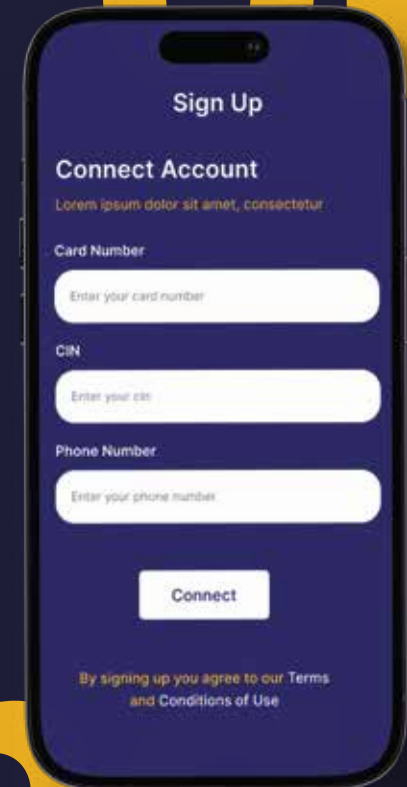 Sign Up
Connect Account
Lorem ipsum dolor sit amet, consectetur
Card Number
Enter your card number
CIN
Enter your cin
Phone Number
Enter your phone number
Connect
By signing up you agree to our Terms
and Conditions of Use